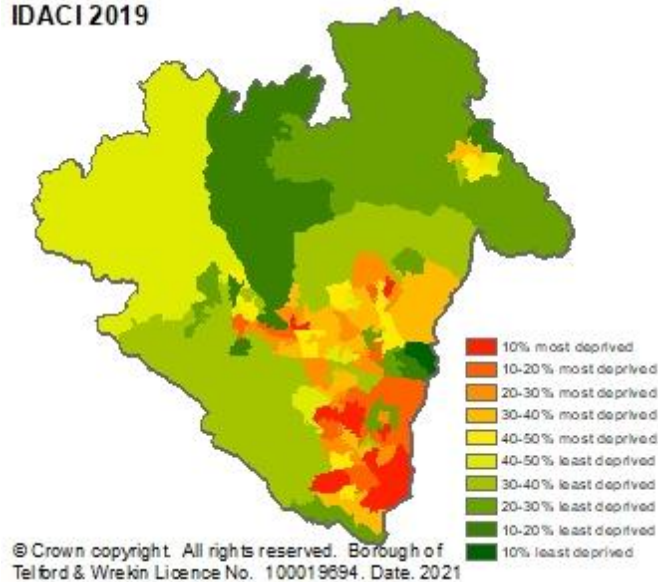 IDACI 2019
10% most deprived
10-20% most deprived
20-30% most deprived
30-40% most deprived
40-50% most deprived
40-50% least deprived
30-40% least deprived
20-30% least deprived
10-20% least deprived
10% least deprived
© Crown copyright. All rights reserved. Borough of
Telford & Wrekin Licence No. 100019694. Date. 2021